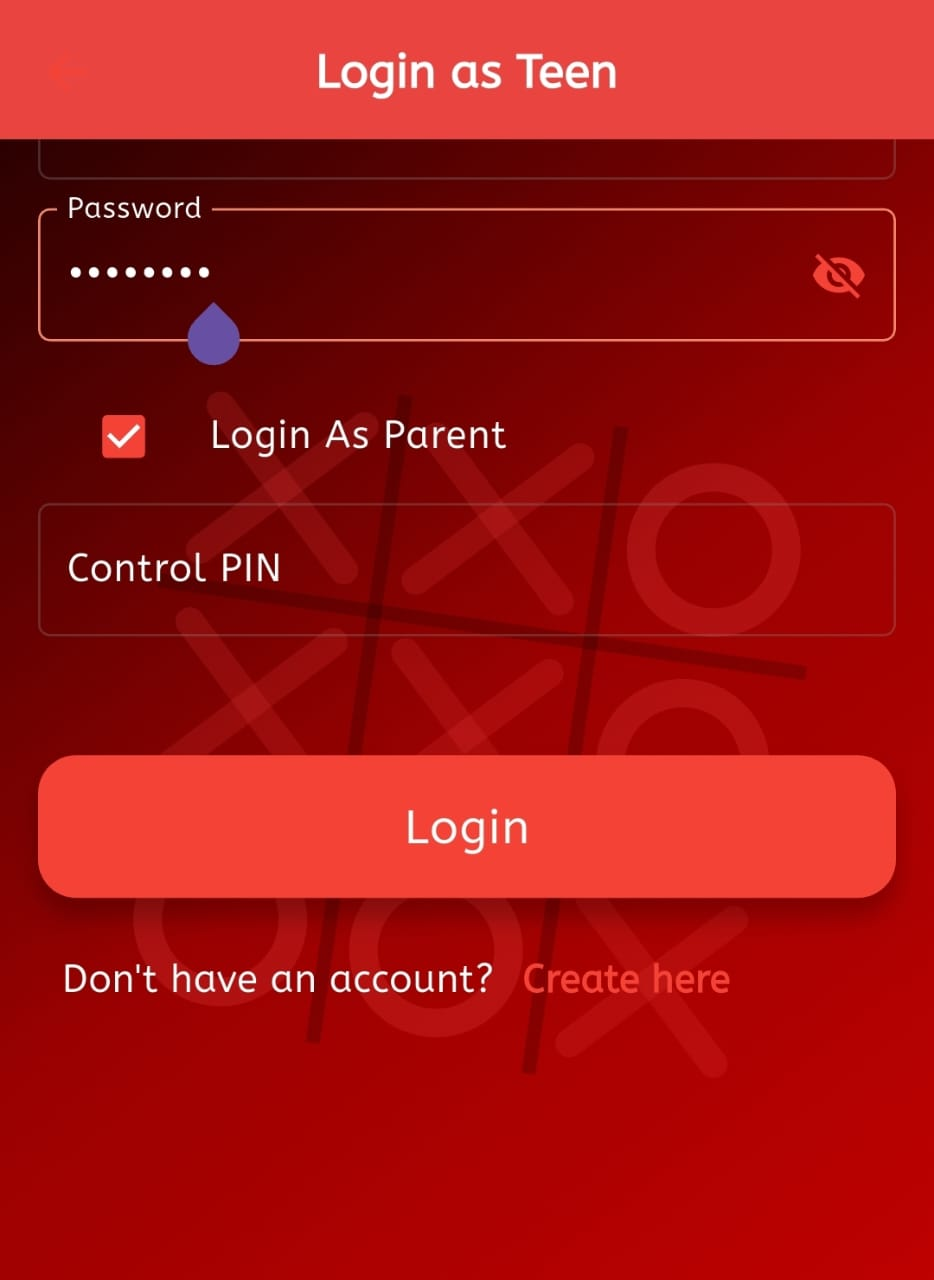 Login as Teen
Password
••••••••
Login As Parent
Control PIN
Login
Don't have an account? Create here